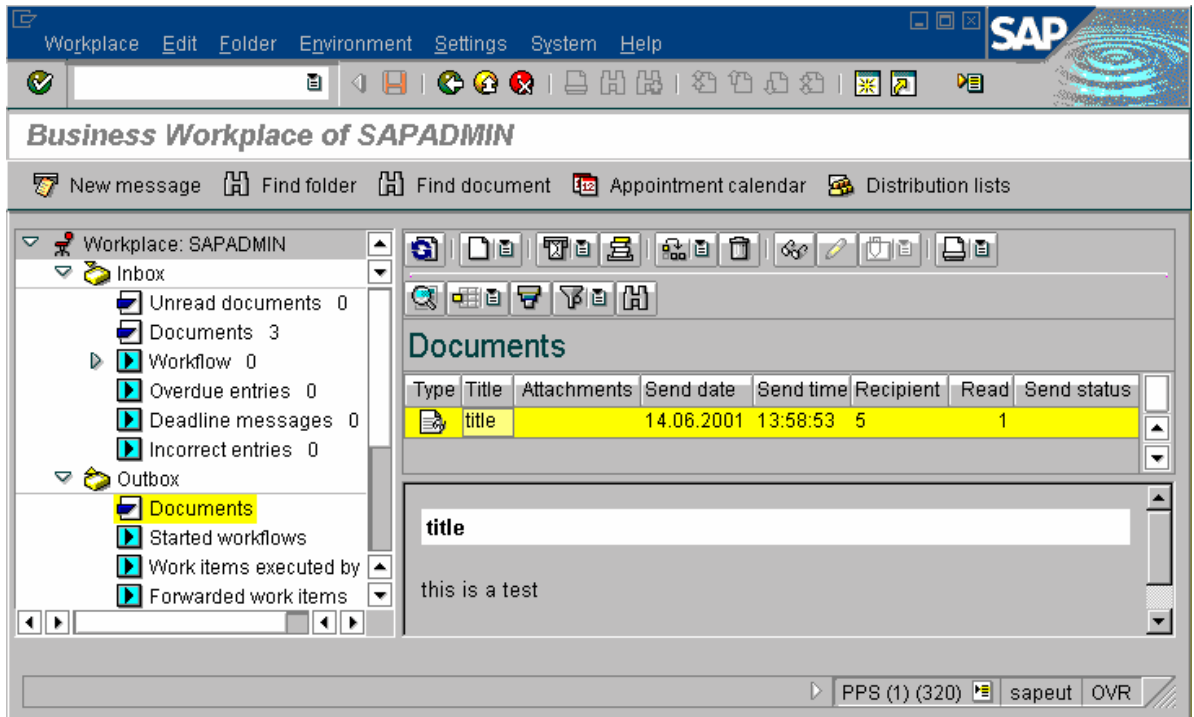 Workplace Edit Folder Environment Settings System Help
SAP
Business Workplace of SAPADMIN
New message Find folder Find document 12 Appointment calendar Distribution lists
Workplace: SAPADMIN
Inbox
Unread documents 0
Documents 3
Workflow 0
Overdue entries 0
Deadline messages 0
Incorrect entries 0
Outbox
Documents
Started workflows
Work items executed by
Forwarded work items
Documents
Type Title Attachments Send date Send time Recipient Read Send status
title 14.06.2001 13:58:53 5 1
title
this is a test
PPS (1) (320) sapeut OVR